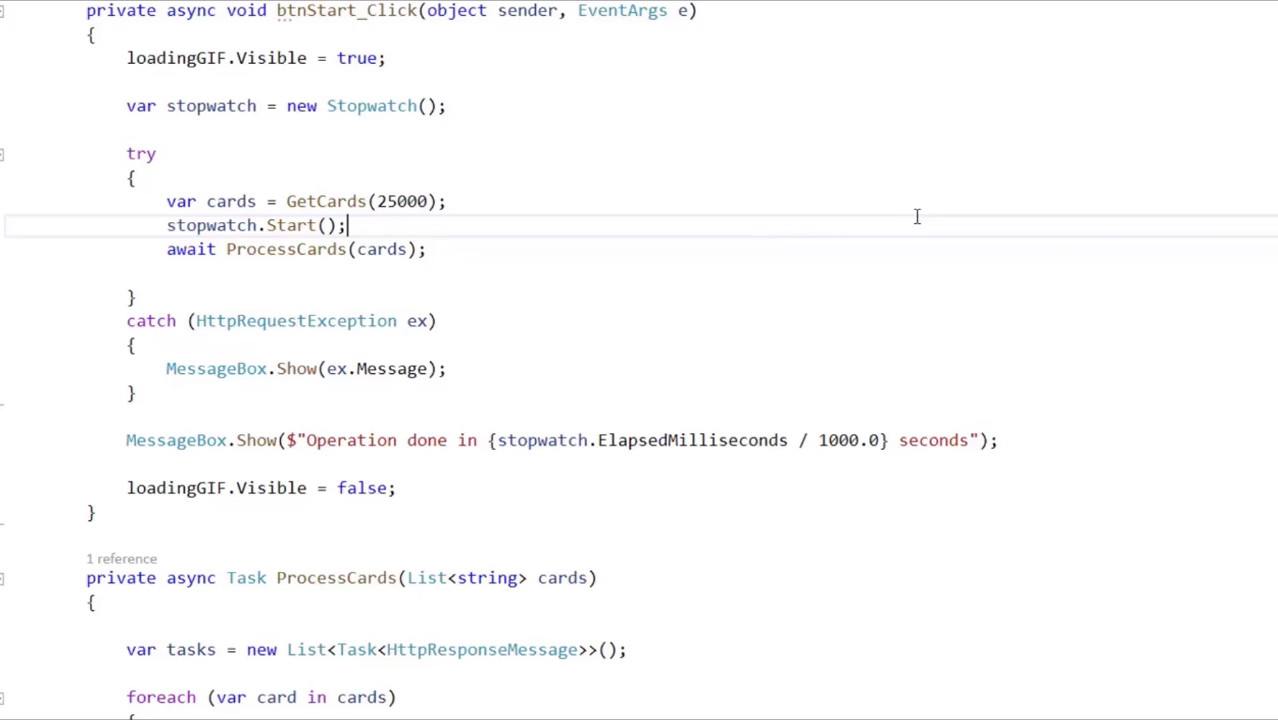 private async void btnStart_Click(object sender, EventArgs e)
{
loadingGIF.Visible = true;
var stopwatch = new Stopwatch();
try
{
var cards = GetCards(25000);
stopwatch.Start();
await ProcessCards(cards);
}
catch (HttpRequestException ex)
{
MessageBox.Show(ex.Message);
}
MessageBox.Show($"Operation done in {stopwatch.ElapsedMilliseconds / 1000.0} seconds");
loadingGIF.Visible = false;
}
1 reference
private async Task ProcessCards(List<string> cards)
{
var tasks = new List<Task<HttpResponseMessage>>();
foreach (var card in cards)
{